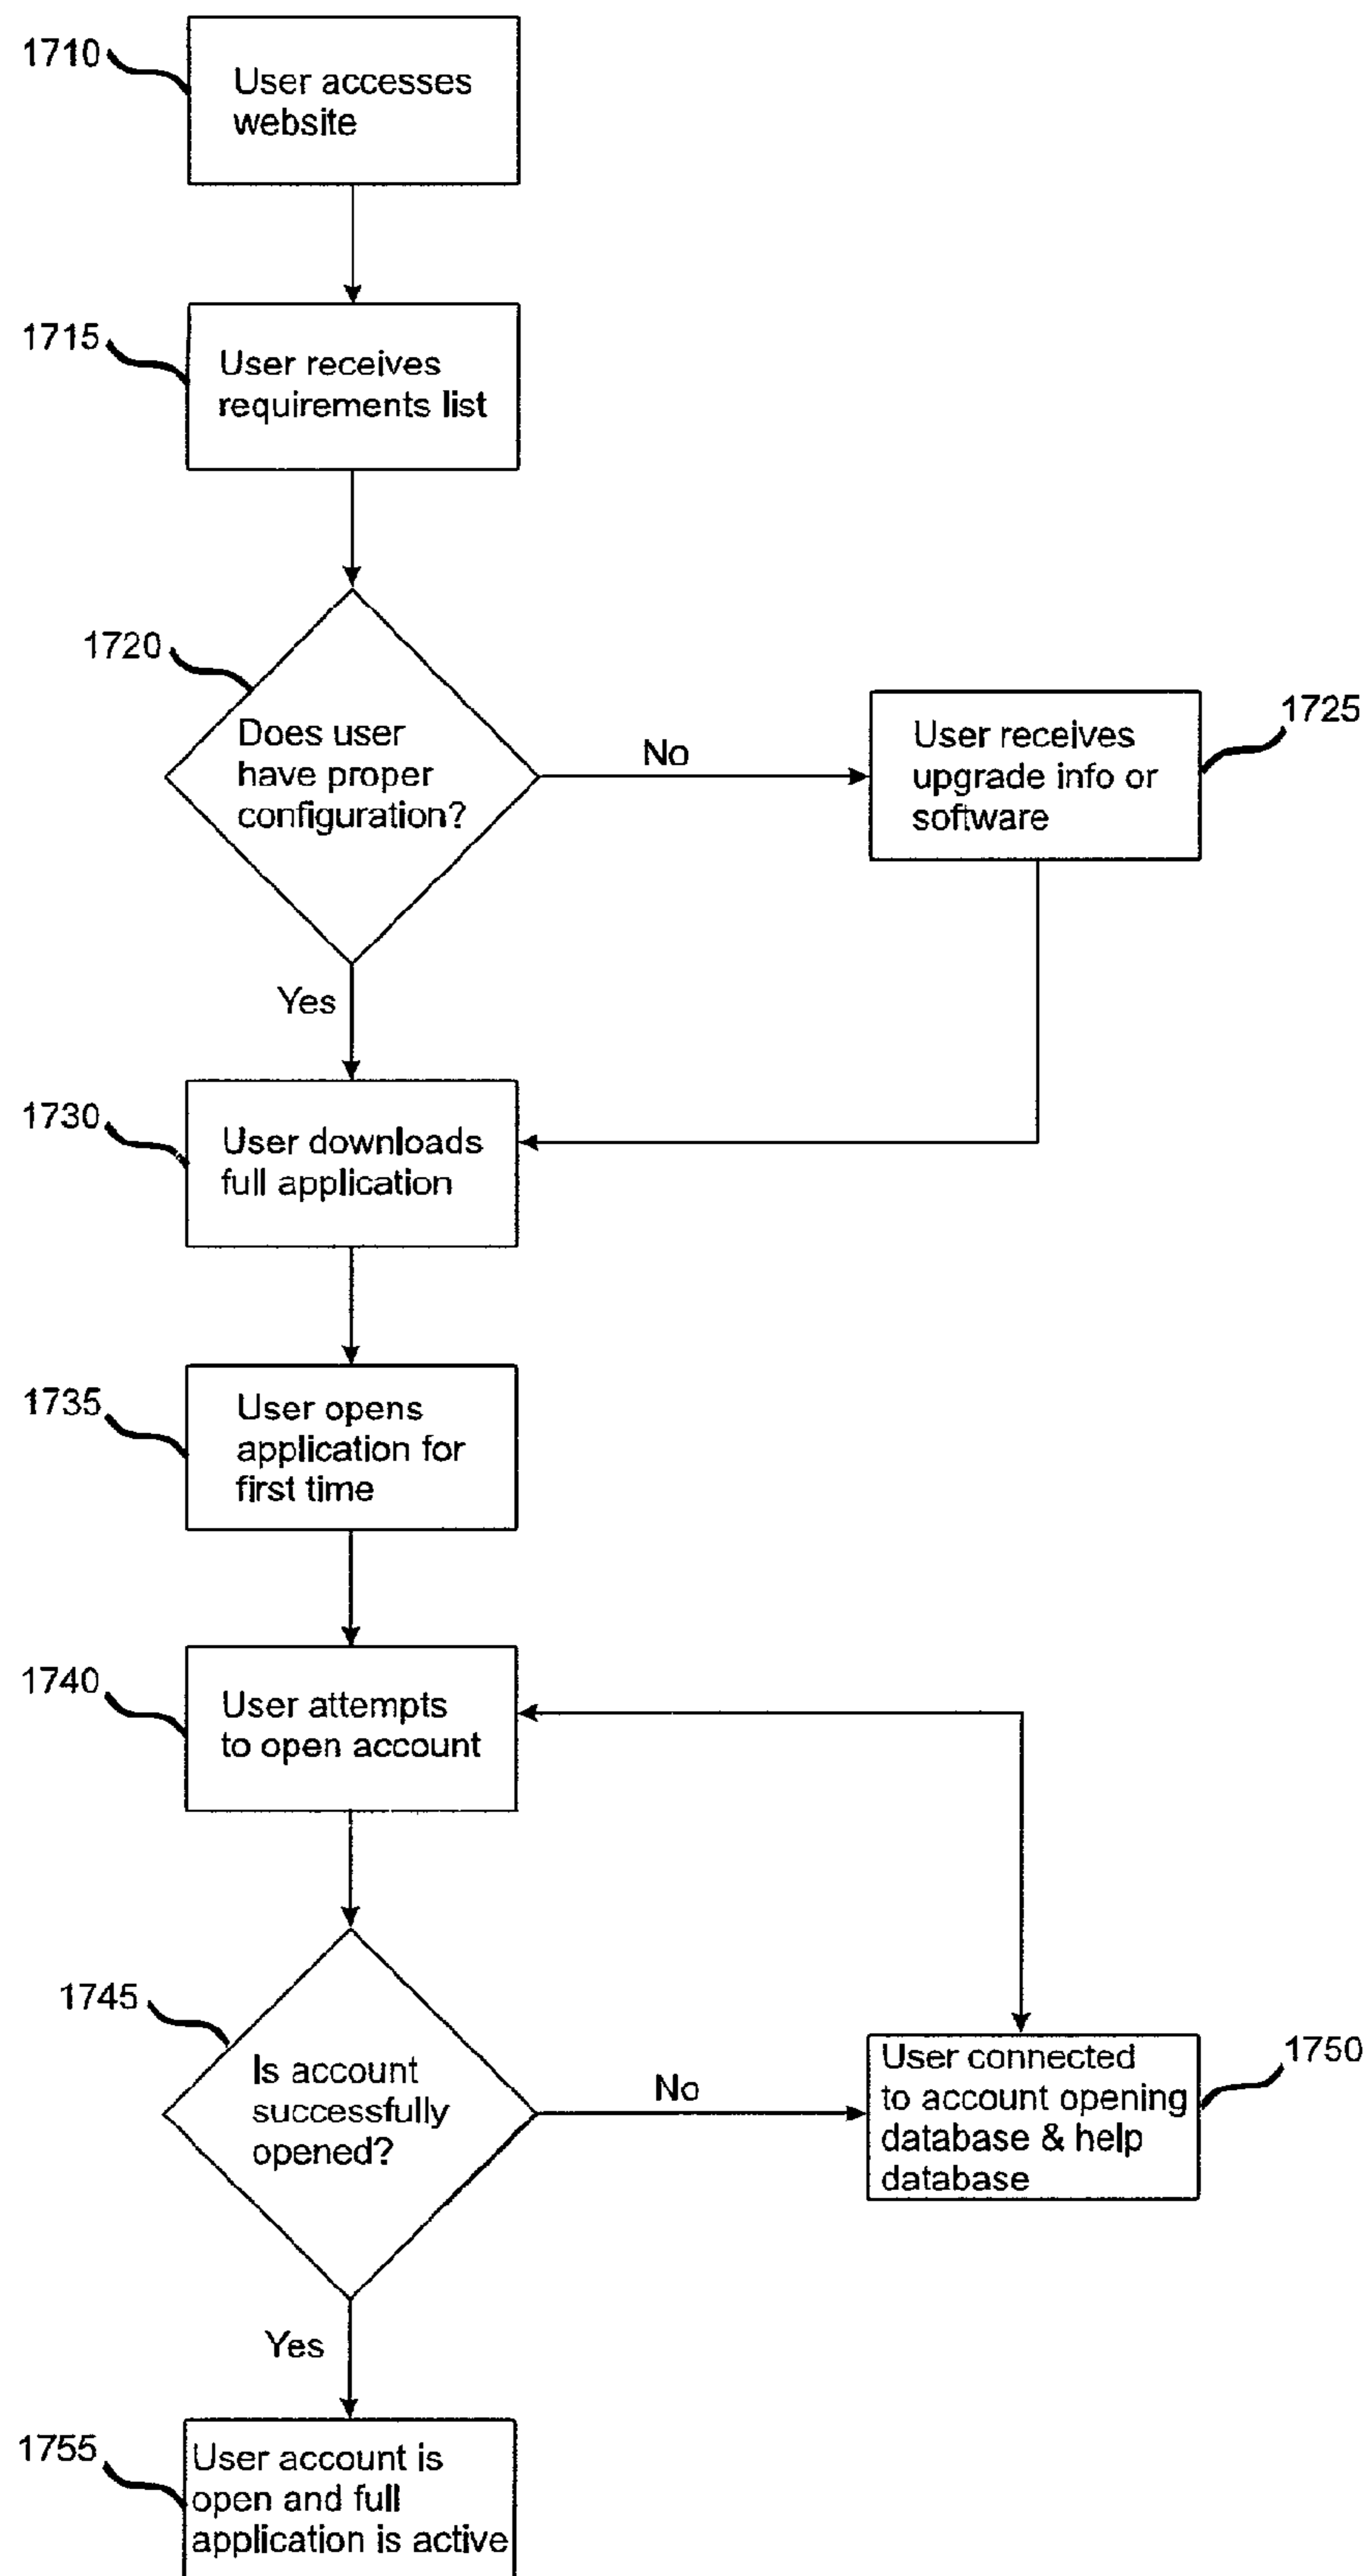 1710
User accesses
website
1715
User receives
requirements list
1720
Does user
have proper
configuration?
No
User receives
upgrade info or
software
1725
Yes
1730
User downloads
full application
1735
User opens
application for
first time
1740
User attempts
to open account
1745
Is account
successfully
opened?
No
User connected
to account opening
database & help
database
1750
Yes
1755
User account is
open and full
application is active